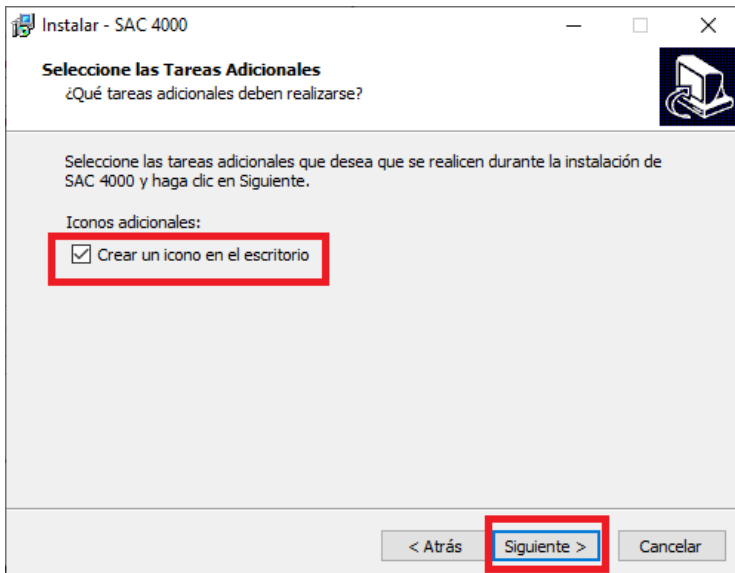 Instalar - SAC 4000
Seleccione las Tareas Adicionales
¿Qué tareas adicionales deben realizarse?
Seleccione las tareas adicionales que desea que se realicen durante la instalación de
SAC 4000 y haga clic en Siguiente.
Iconos adicionales:
Crear un icono en el escritorio
< Atrás
Siguiente >
Cancelar